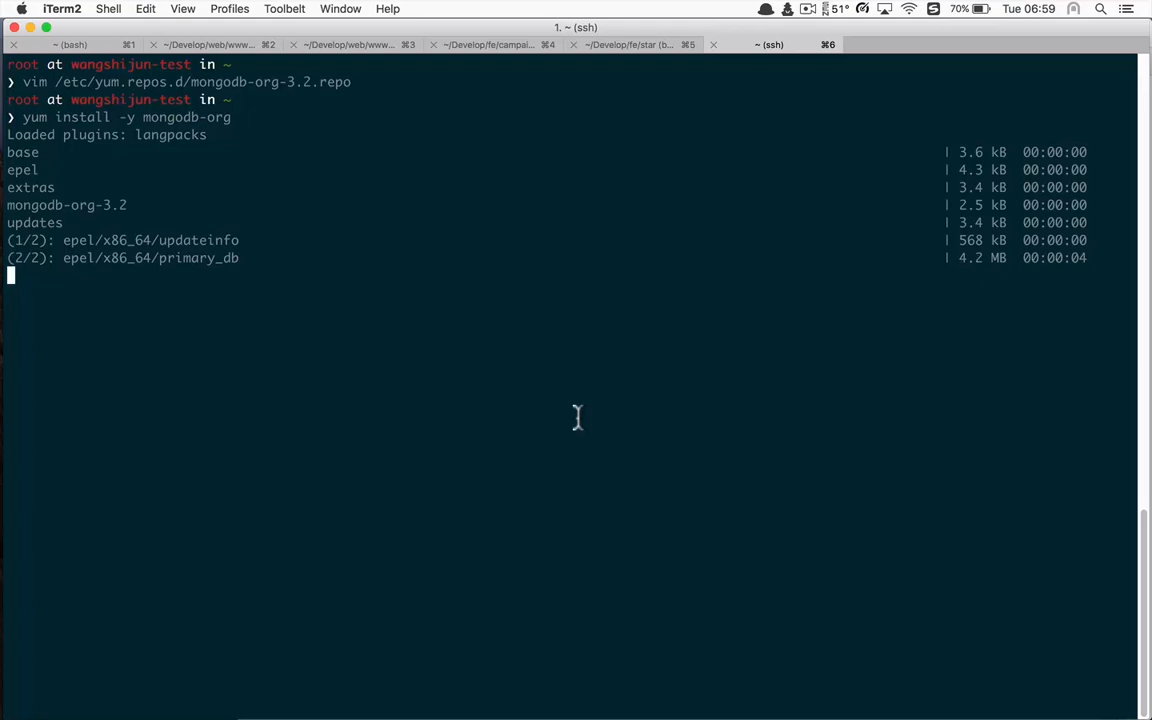 iTerm2 Shell Edit View Profiles Toolbelt Window Help 51° 70% Tue 06:59
1. ~ (ssh)
~ (bash) ⌘1 ~/Develop/web/www... ⌘2 ~/Develop/web/www... ⌘3 ~/Develop/fe/campai... ⌘4 ~/Develop/fe/star (b... ⌘5 ~ (ssh) ⌘6
root at wangshijun-test in ~
❯ vim /etc/yum.repos.d/mongodb-org-3.2.repo
root at wangshijun-test in ~
❯ yum install -y mongodb-org
Loaded plugins: langpacks
base | 3.6 kB 00:00:00
epel | 4.3 kB 00:00:00
extras | 3.4 kB 00:00:00
mongodb-org-3.2 | 2.5 kB 00:00:00
updates | 3.4 kB 00:00:00
(1/2): epel/x86_64/updateinfo | 568 kB 00:00:00
(2/2): epel/x86_64/primary_db | 4.2 MB 00:00:04